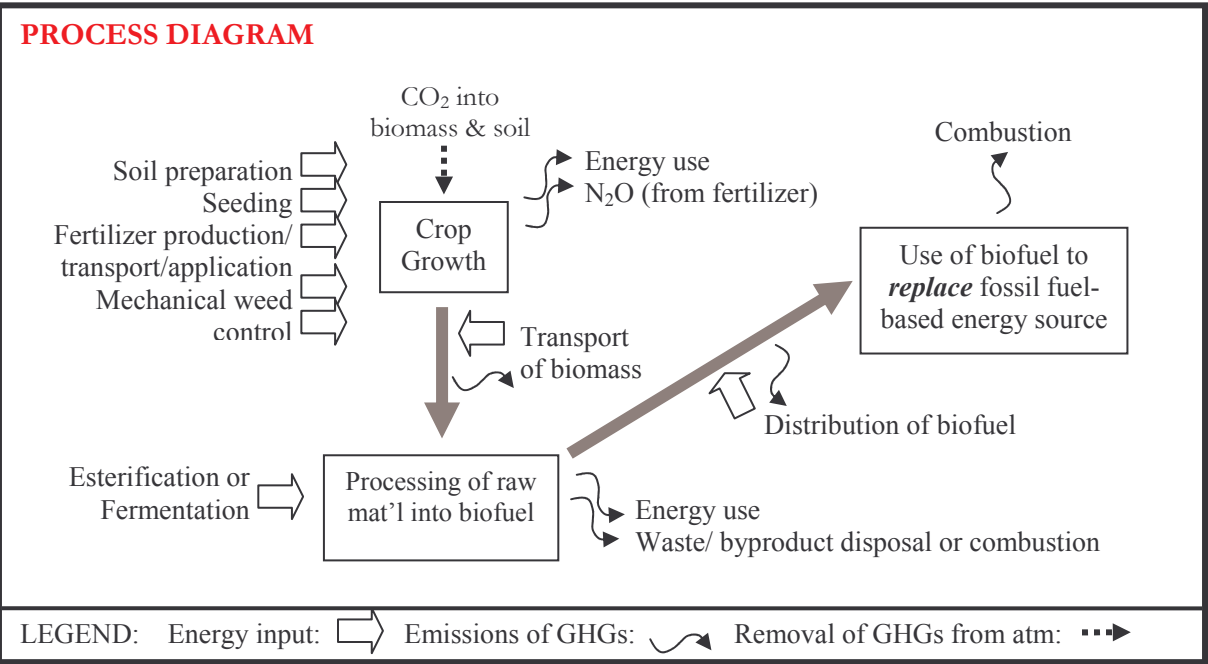 PROCESS DIAGRAM
CO₂ into
biomass & soil
Soil preparation
Seeding
Fertilizer production/
transport/application
Mechanical weed
control
Crop
Growth
Energy use
N₂O (from fertilizer)
Transport
of biomass
Combustion
Use of biofuel to
replace fossil fuel-
based energy source
Distribution of biofuel
Esterification or
Fermentation
Processing of raw
mat’l into biofuel
Energy use
Waste/ byproduct disposal or combustion
LEGEND: Energy input: Emissions of GHGs: Removal of GHGs from atm: